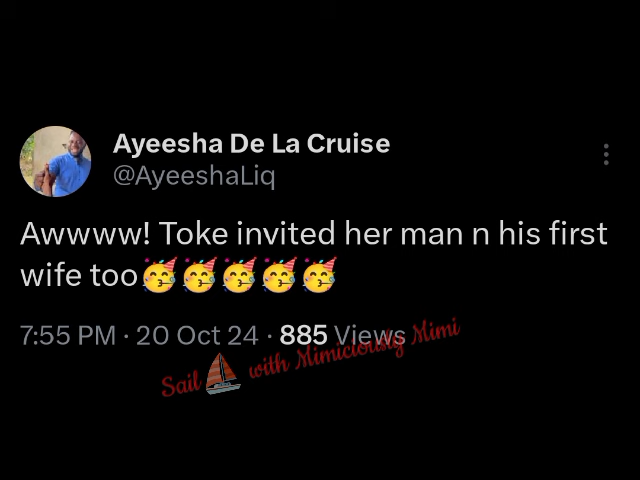 Ayeesha De La Cruise
@AyeeshaLiq
Awwww! Toke invited her man n his first
wife too🥳🥳🥳🥳🥳
7:55 PM · 20 Oct 24 · 885 Views
Sail ⛵ with Mimiciously Mimi